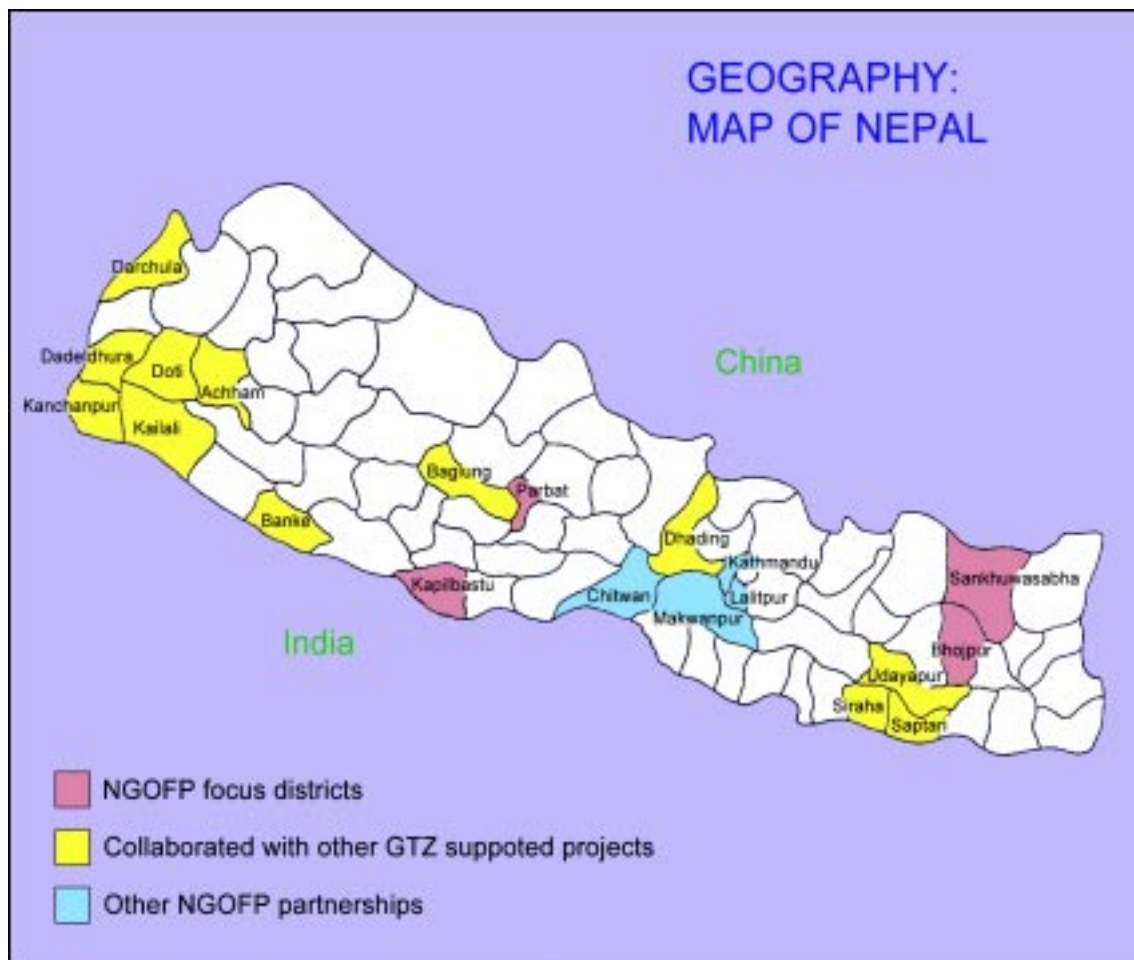 GEOGRAPHY:
MAP OF NEPAL
Darchula
China
Dadeldhura
Doti
Achham
Kanchanpur
Kailali
Baglung
Parbat
Banke
Dhading
Kathmandu
Kapilbastu
Chitwan
Lalitpur
Sankhuwasabha
Makwanpur
India
Bhojpur
Udayapur
Siraha
Saptari
NGOFP focus districts
Collaborated with other GTZ suppoted projects
Other NGOFP partnerships